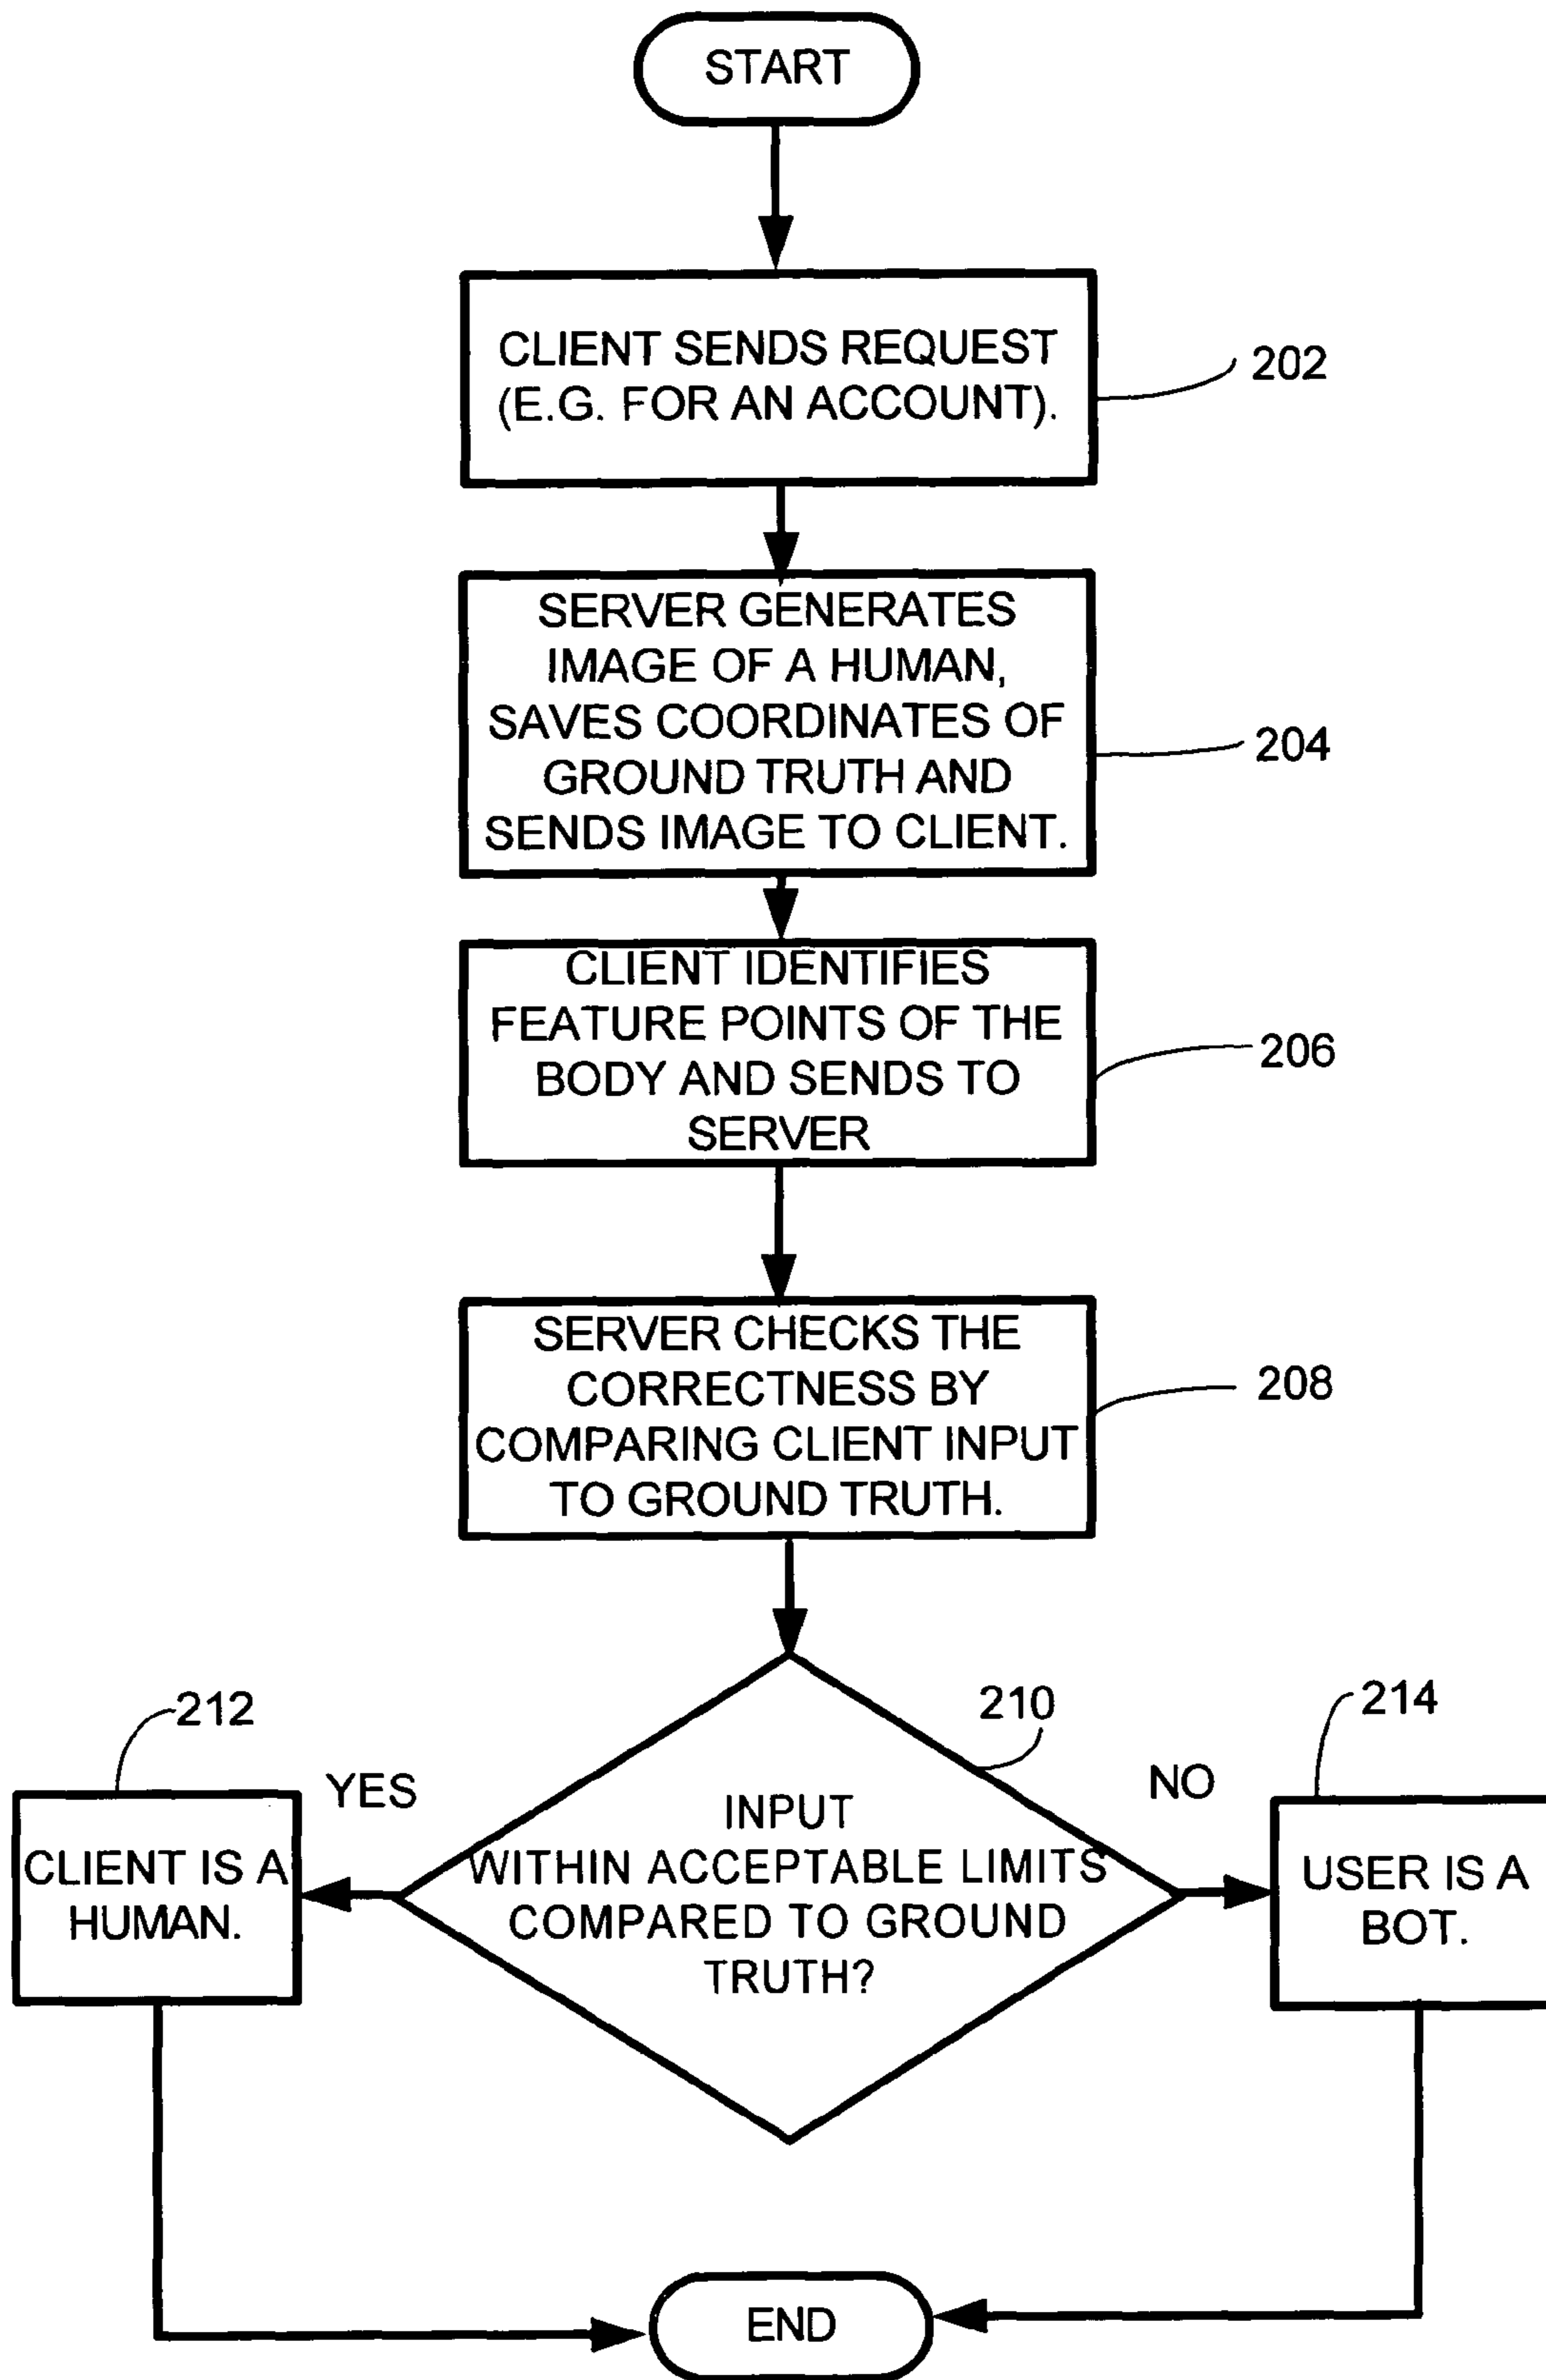 START
CLIENT SENDS REQUEST
(E.G. FOR AN ACCOUNT).
202
SERVER GENERATES
IMAGE OF A HUMAN,
SAVES COORDINATES OF
GROUND TRUTH AND
SENDS IMAGE TO CLIENT.
204
CLIENT IDENTIFIES
FEATURE POINTS OF THE
BODY AND SENDS TO
SERVER
206
SERVER CHECKS THE
CORRECTNESS BY
COMPARING CLIENT INPUT
TO GROUND TRUTH.
208
212
210
214
YES
NO
CLIENT IS A
HUMAN.
INPUT
WITHIN ACCEPTABLE LIMITS
COMPARED TO GROUND
TRUTH?
USER IS A
BOT.
END